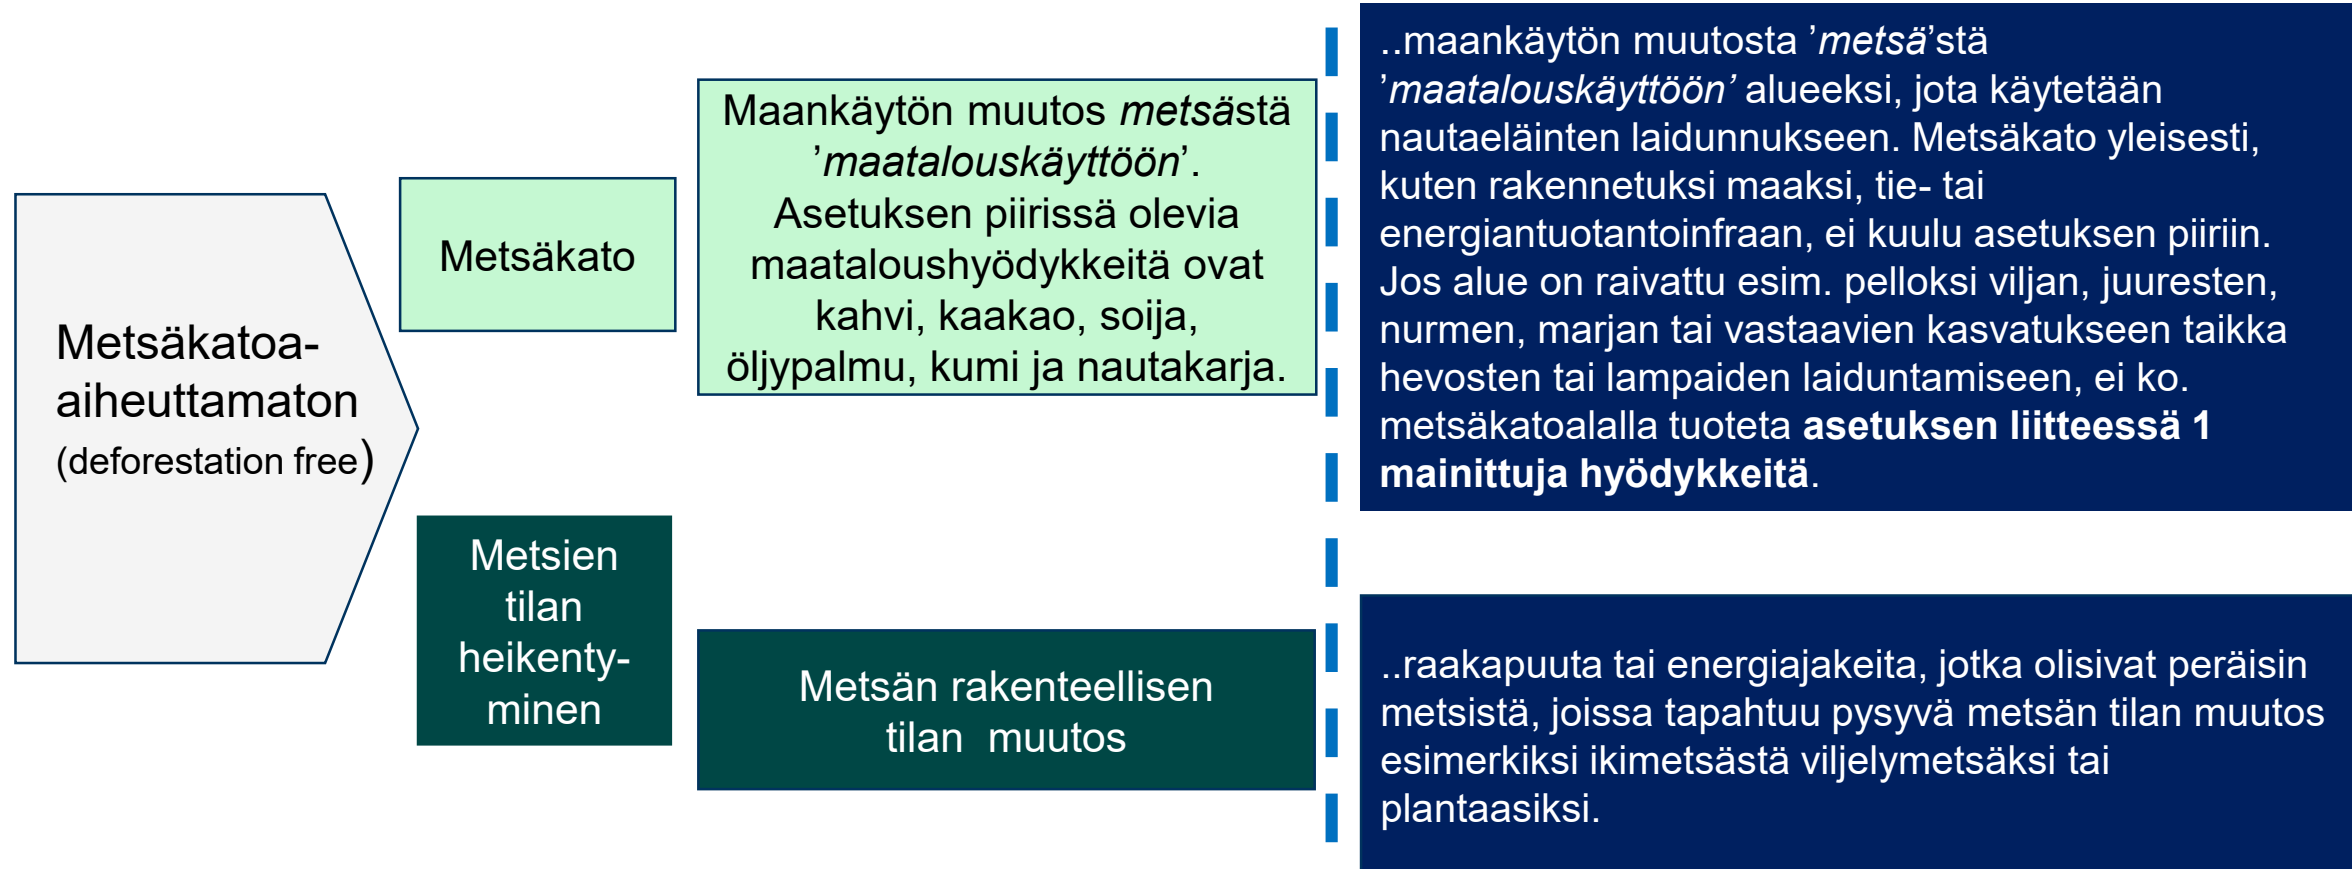 Metsäkatoa-
aiheuttamaton
(deforestation free)
Metsäkato
Maankäytön muutos metsästä
’maatalouskäyttöön’.
Asetuksen piirissä olevia
maataloushyödykkeitä ovat
kahvi, kaakao, soija,
öljypalmu, kumi ja nautakarja.
..maankäytön muutosta ’metsä’stä
’maatalouskäyttöön’ alueeksi, jota käytetään
nautaeläinten laidunnukseen. Metsäkato yleisesti,
kuten rakennetuksi maaksi, tie- tai
energiantuotantoinfraan, ei kuulu asetuksen piiriin.
Jos alue on raivattu esim. pelloksi viljan, juuresten,
nurmen, marjan tai vastaavien kasvatukseen taikka
hevosten tai lampaiden laiduntamiseen, ei ko.
metsäkatoalalla tuoteta asetuksen liitteessä 1
mainittuja hyödykkeitä.
Metsien
tilan
heikenty-
minen
Metsän rakenteellisen
tilan muutos
..raakapuuta tai energiajakeita, jotka olisivat peräisin
metsistä, joissa tapahtuu pysyvä metsän tilan muutos
esimerkiksi ikimetsästä viljelymetsäksi tai
plantaasiksi.